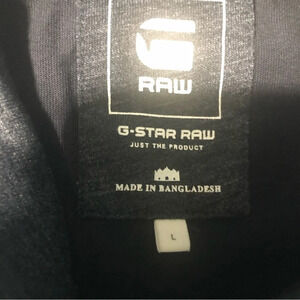 RAW
G-STAR RAW
JUST THE PRODUCT
MADE IN BANGLADESH
L